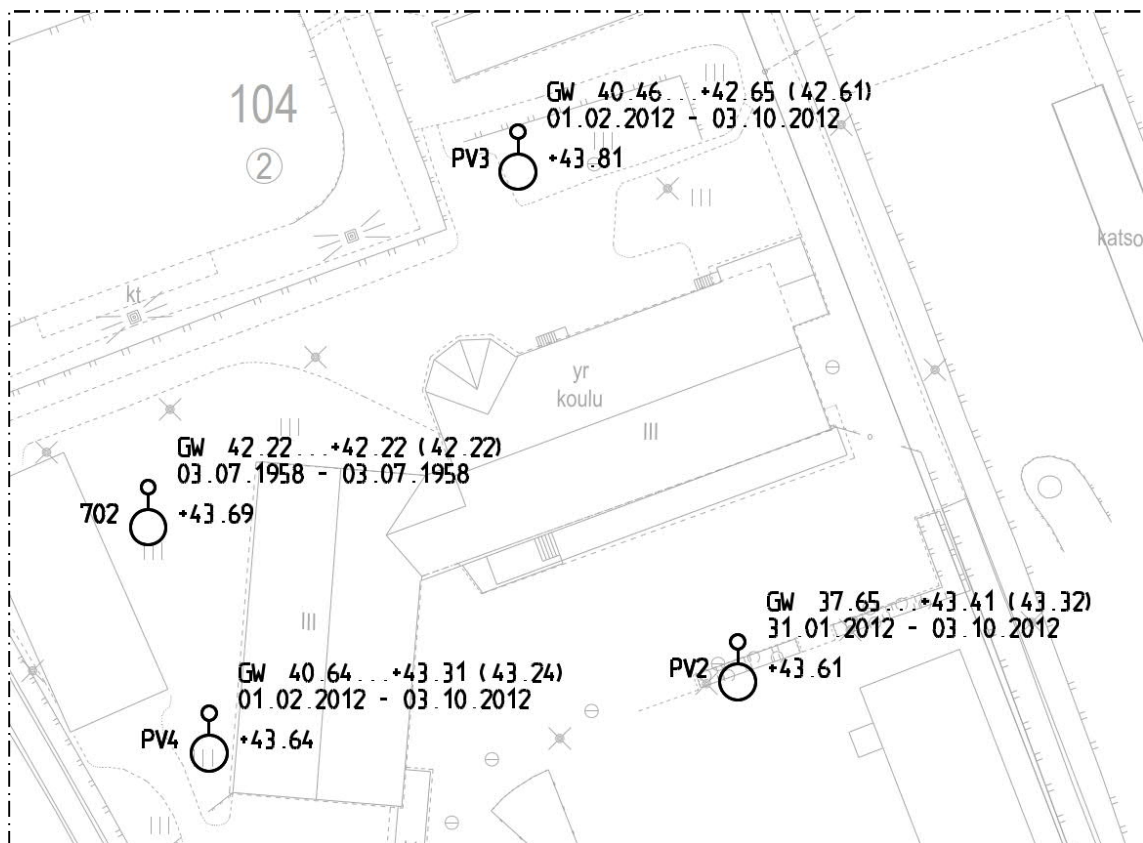 104
2
GW 40.46...+42.65 (42.61)
01.02.2012 - 03.10.2012
PV3 +43.81
katso
kt
yr
koulu
III
GW 42.22...+42.22 (42.22)
03.07.1958 - 03.07.1958
702 +43.69
III
GW 37.65...+43.41 (43.32)
31.01.2012 - 03.10.2012
PV2 +43.61
GW 40.64...+43.31 (43.24)
01.02.2012 - 03.10.2012
PV4 +43.64